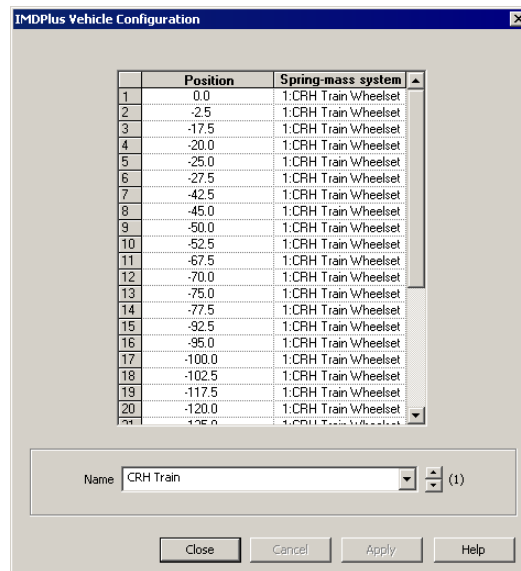 IMDPlus Vehicle Configuration
Position Spring-mass system
1 0.0 1:CRH Train Wheelset
2 -2.5 1:CRH Train Wheelset
3 -17.5 1:CRH Train Wheelset
4 -20.0 1:CRH Train Wheelset
5 -25.0 1:CRH Train Wheelset
6 -27.5 1:CRH Train Wheelset
7 -42.5 1:CRH Train Wheelset
8 -45.0 1:CRH Train Wheelset
9 -50.0 1:CRH Train Wheelset
10 -52.5 1:CRH Train Wheelset
11 -67.5 1:CRH Train Wheelset
12 -70.0 1:CRH Train Wheelset
13 -75.0 1:CRH Train Wheelset
14 -77.5 1:CRH Train Wheelset
15 -92.5 1:CRH Train Wheelset
16 -95.0 1:CRH Train Wheelset
17 -100.0 1:CRH Train Wheelset
18 -102.5 1:CRH Train Wheelset
19 -117.5 1:CRH Train Wheelset
20 -120.0 1:CRH Train Wheelset
Name CRH Train (1)
Close Cancel Apply Help